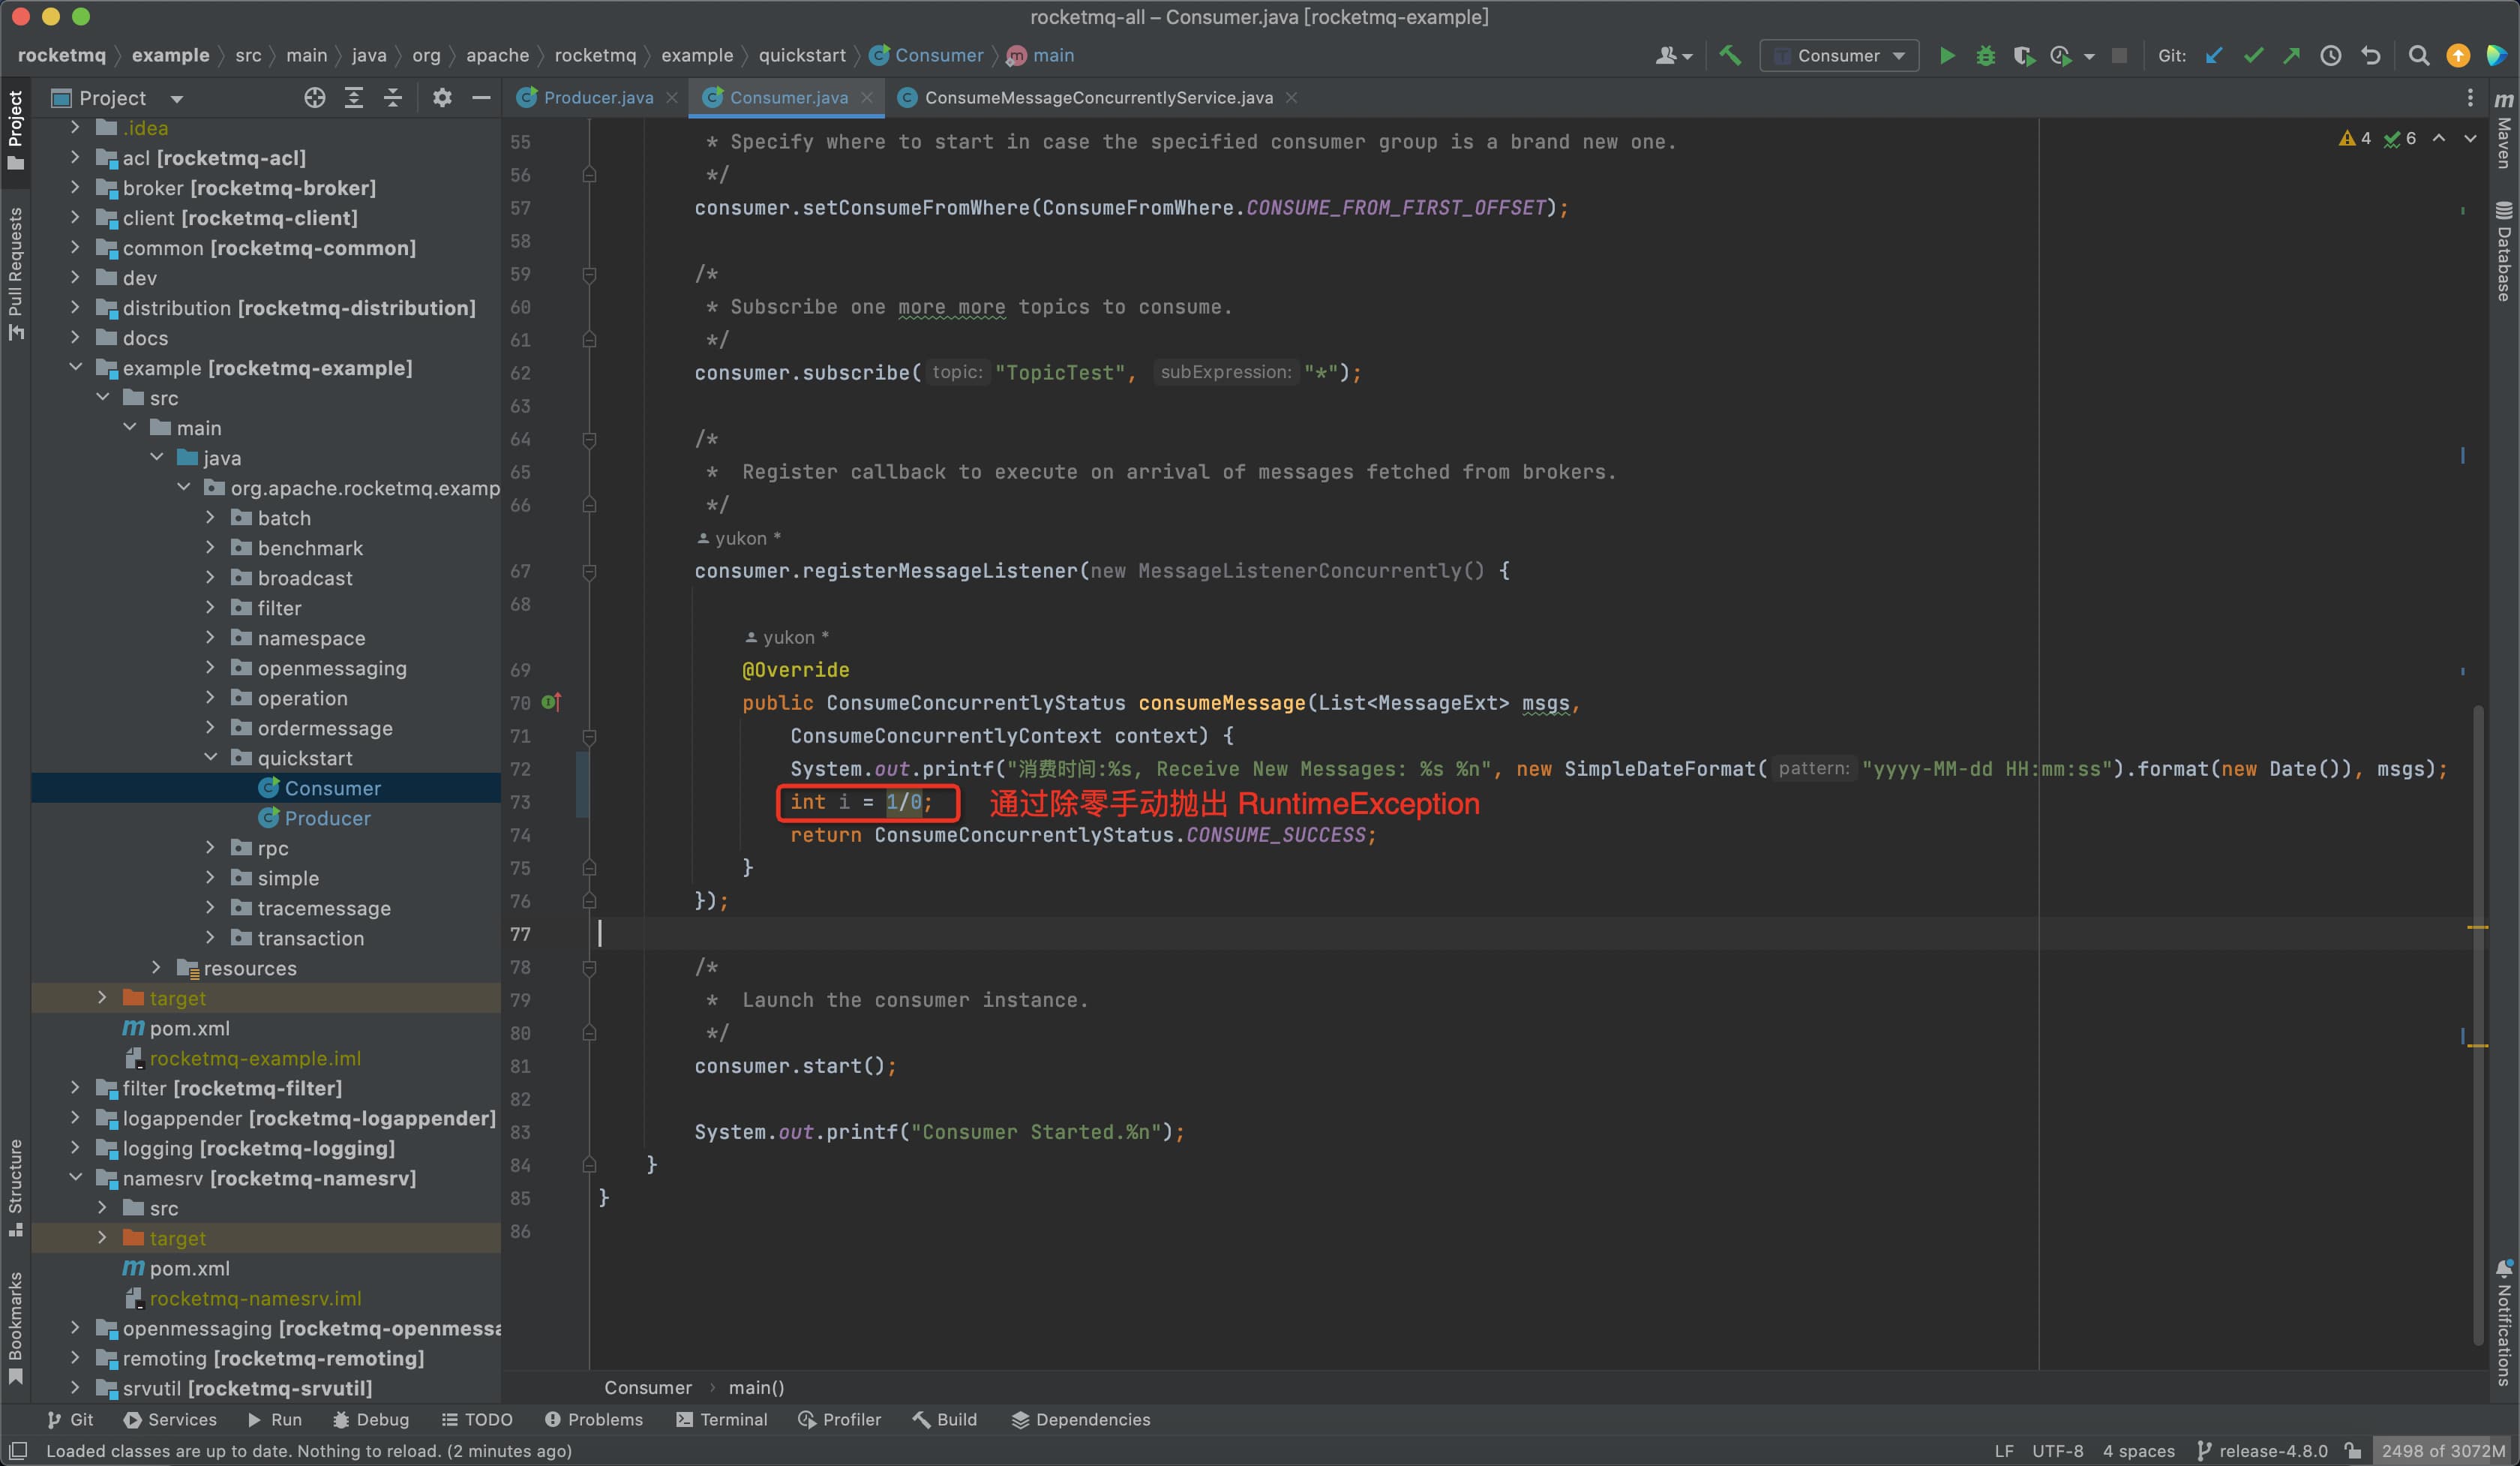 rocketmq-all – Consumer.java [rocketmq-example]
rocketmq example src main java org apache rocketmq example quickstart Consumer main
Consumer
Git:
Project
Producer.java
Consumer.java
ConsumeMessageConcurrentlyService.java
Project
Pull Requests
Structure
Bookmarks
.idea
acl [rocketmq-acl]
broker [rocketmq-broker]
client [rocketmq-client]
common [rocketmq-common]
dev
distribution [rocketmq-distribution]
docs
example [rocketmq-example]
src
main
java
org.apache.rocketmq.examp
batch
benchmark
broadcast
filter
namespace
openmessaging
operation
ordermessage
quickstart
Consumer
Producer
rpc
simple
tracemessage
transaction
resources
target
pom.xml
rocketmq-example.iml
filter [rocketmq-filter]
logappender [rocketmq-logappender]
logging [rocketmq-logging]
namesrv [rocketmq-namesrv]
src
target
pom.xml
rocketmq-namesrv.iml
openmessaging [rocketmq-openmessa
remoting [rocketmq-remoting]
srvutil [rocketmq-srvutil]
4 6
55 * Specify where to start in case the specified consumer group is a brand new one.
56 */
57 consumer.setConsumeFromWhere(ConsumeFromWhere.CONSUME_FROM_FIRST_OFFSET);
58
59 /*
60 * Subscribe one more more topics to consume.
61 */
62 consumer.subscribe( topic: "TopicTest", subExpression: "*");
63
64 /*
65 * Register callback to execute on arrival of messages fetched from brokers.
66 */
yukon *
67 consumer.registerMessageListener(new MessageListenerConcurrently() {
68
yukon *
69 @Override
70 public ConsumeConcurrentlyStatus consumeMessage(List<MessageExt> msgs,
71 ConsumeConcurrentlyContext context) {
72 System.out.printf("消费时间:%s, Receive New Messages: %s %n", new SimpleDateFormat( pattern: "yyyy-MM-dd HH:mm:ss").format(new Date()), msgs);
73 int i = 1/0; 通过除零手动抛出 RuntimeException
74 return ConsumeConcurrentlyStatus.CONSUME_SUCCESS;
75 }
76 });
77
78 /*
79 * Launch the consumer instance.
80 */
81 consumer.start();
82
83 System.out.printf("Consumer Started.%n");
84 }
85 }
86
Consumer main()
Maven
Database
Notifications
Git Services Run Debug TODO Problems Terminal Profiler Build Dependencies
Loaded classes are up to date. Nothing to reload. (2 minutes ago)
LF UTF-8 4 spaces release-4.8.0 2498 of 3072M